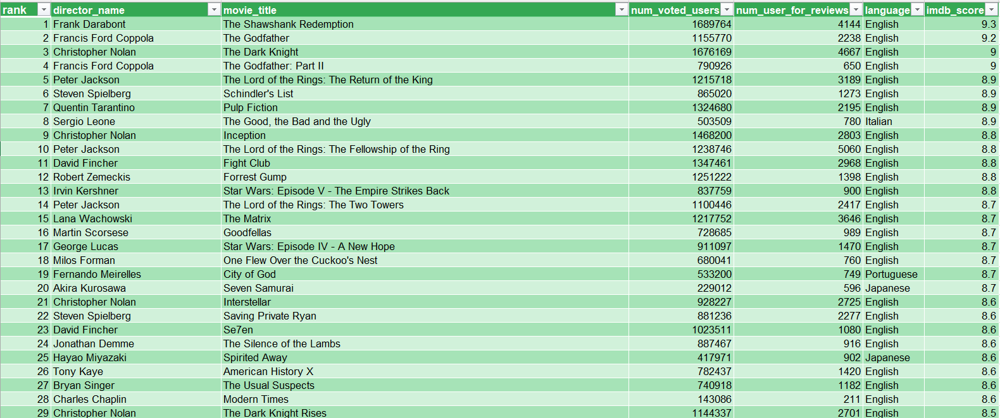 rank director_name movie_title num_voted_users num_user_for_reviews language imdb_score
1 Frank Darabont The Shawshank Redemption 1689764 4144 English 9.3
2 Francis Ford Coppola The Godfather 1155770 2238 English 9.2
3 Christopher Nolan The Dark Knight 1676169 4667 English 9
4 Francis Ford Coppola The Godfather: Part II 790926 650 English 9
5 Peter Jackson The Lord of the Rings: The Return of the King 1215718 3189 English 8.9
6 Steven Spielberg Schindler's List 865020 1273 English 8.9
7 Quentin Tarantino Pulp Fiction 1324680 2195 English 8.9
8 Sergio Leone The Good, the Bad and the Ugly 503509 780 Italian 8.9
9 Christopher Nolan Inception 1468200 2803 English 8.8
10 Peter Jackson The Lord of the Rings: The Fellowship of the Ring 1238746 5060 English 8.8
11 David Fincher Fight Club 1347461 2968 English 8.8
12 Robert Zemeckis Forrest Gump 1251222 1398 English 8.8
13 Irvin Kershner Star Wars: Episode V - The Empire Strikes Back 837759 900 English 8.8
14 Peter Jackson The Lord of the Rings: The Two Towers 1100446 2417 English 8.7
15 Lana Wachowski The Matrix 1217752 3646 English 8.7
16 Martin Scorsese Goodfellas 728685 989 English 8.7
17 George Lucas Star Wars: Episode IV - A New Hope 911097 1470 English 8.7
18 Milos Forman One Flew Over the Cuckoo's Nest 680041 760 English 8.7
19 Fernando Meirelles City of God 533200 749 Portuguese 8.7
20 Akira Kurosawa Seven Samurai 229012 596 Japanese 8.7
21 Christopher Nolan Interstellar 928227 2725 English 8.6
22 Steven Spielberg Saving Private Ryan 881236 2277 English 8.6
23 David Fincher Se7en 1023511 1080 English 8.6
24 Jonathan Demme The Silence of the Lambs 887467 916 English 8.6
25 Hayao Miyazaki Spirited Away 417971 902 Japanese 8.6
26 Tony Kaye American History X 782437 1420 English 8.6
27 Bryan Singer The Usual Suspects 740918 1182 English 8.6
28 Charles Chaplin Modern Times 143086 211 English 8.6
29 Christopher Nolan The Dark Knight Rises 1144337 2701 English 8.5